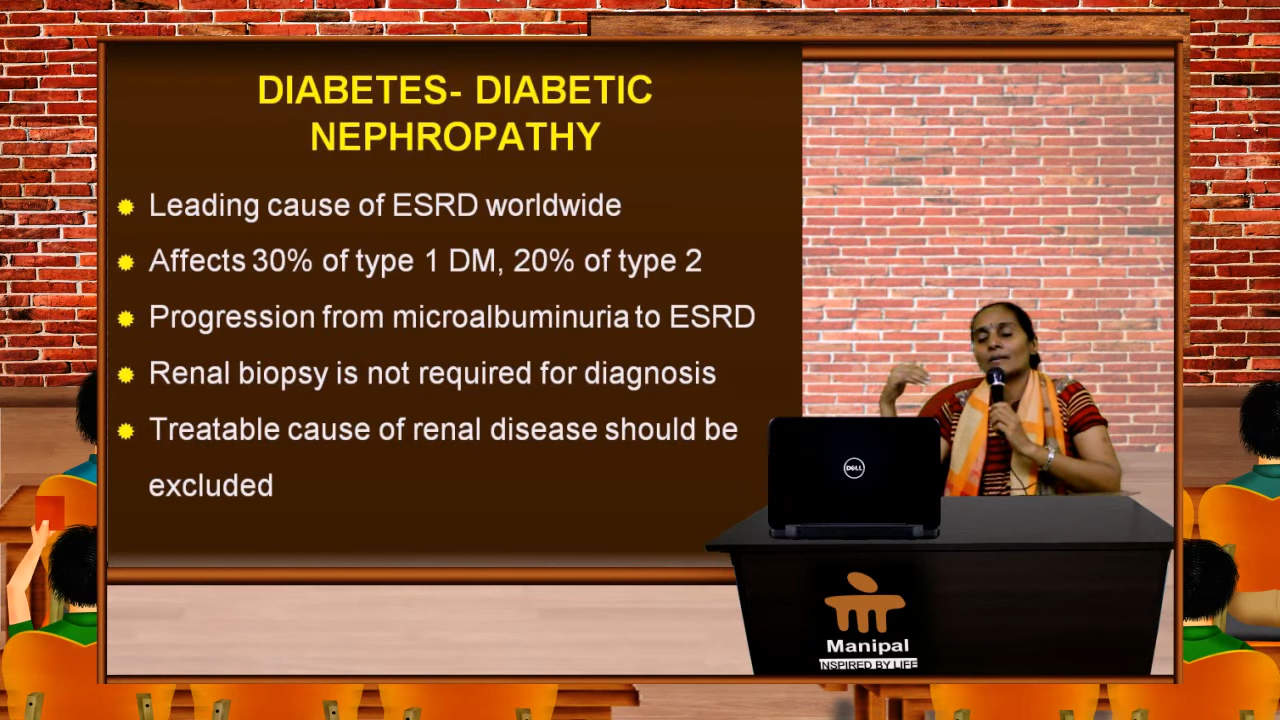 DIABETES- DIABETIC
NEPHROPATHY
Leading cause of ESRD worldwide
Affects 30% of type 1 DM, 20% of type 2
Progression from microalbuminuria to ESRD
Renal biopsy is not required for diagnosis
Treatable cause of renal disease should be
excluded
DELL
Manipal
INSPIRED BY LIFE